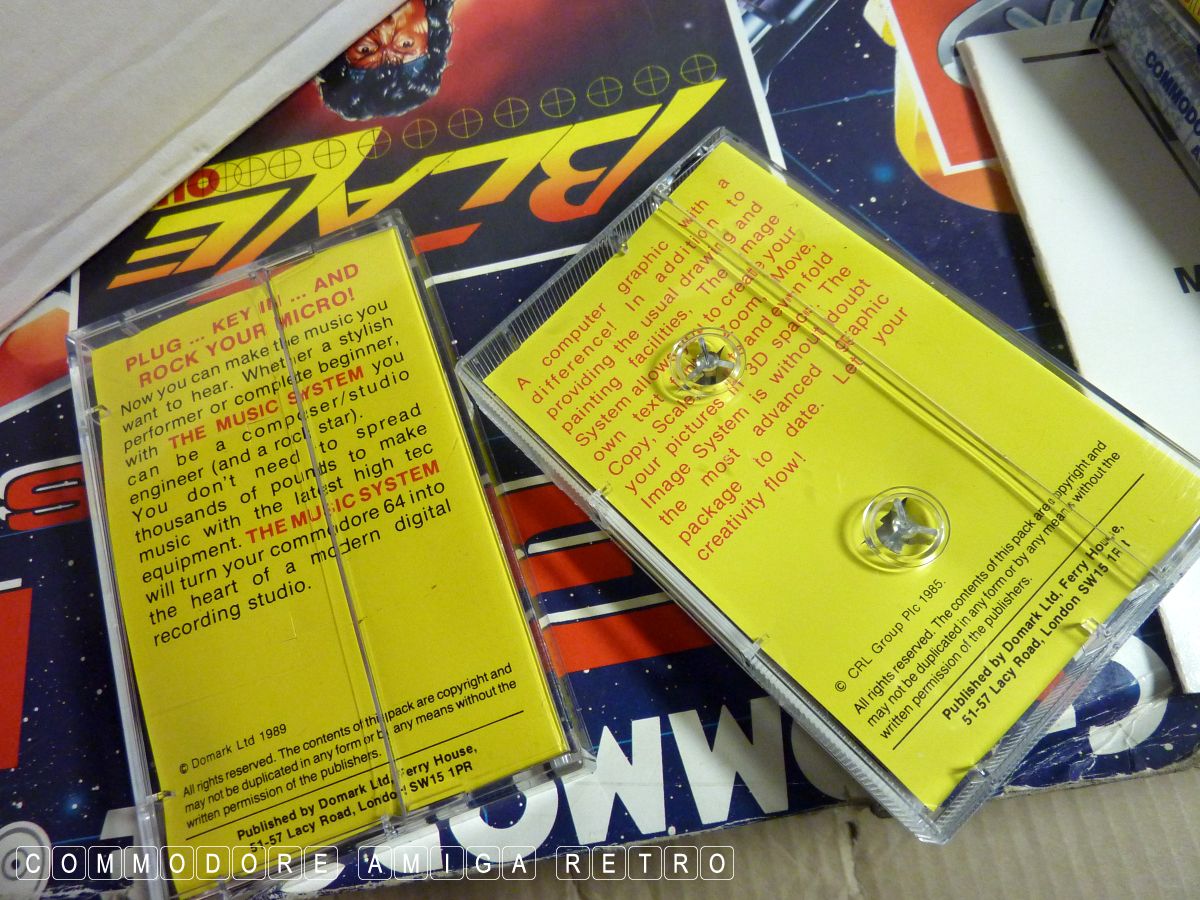 PLUG ... KEY IN ... AND
ROCK YOUR MICRO!
Now you can make the music you
want to hear. Whether a stylish
performer or complete beginner,
with THE MUSIC SYSTEM you
can be a composer/studio
engineer (and a rock star).
You don't need to spread
thousands of pounds to make
music with the latest high tec
equipment. THE MUSIC SYSTEM
will turn your commodore 64 into
the heart of a modern digital
recording studio.
© Domark Ltd 1989
All rights reserved. The contents of this pack are copyright and
may not be duplicated in any form or by any means without the
written permission of the publishers.
Published by Domark Ltd, Ferry House,
51-57 Lacy Road, London SW15 1PR
A computer graphic with a
difference! In addition to
providing the usual drawing and
painting facilities, The Image
System allows to create your
own text, Zoom, Move,
Copy, Scale and even fold
your pictures in 3D space. The
Image System is without doubt
the most advanced graphic
package to date. Let your
creativity flow!
© CRL Group Plc 1985.
All rights reserved. The contents of this pack are copyright and
may not be duplicated in any form or by any means without the
written permission of the publishers.
Published by Domark Ltd, Ferry House,
51-57 Lacy Road, London SW15 1PR
BLAZE
COMMODORE AMIGA RETRO